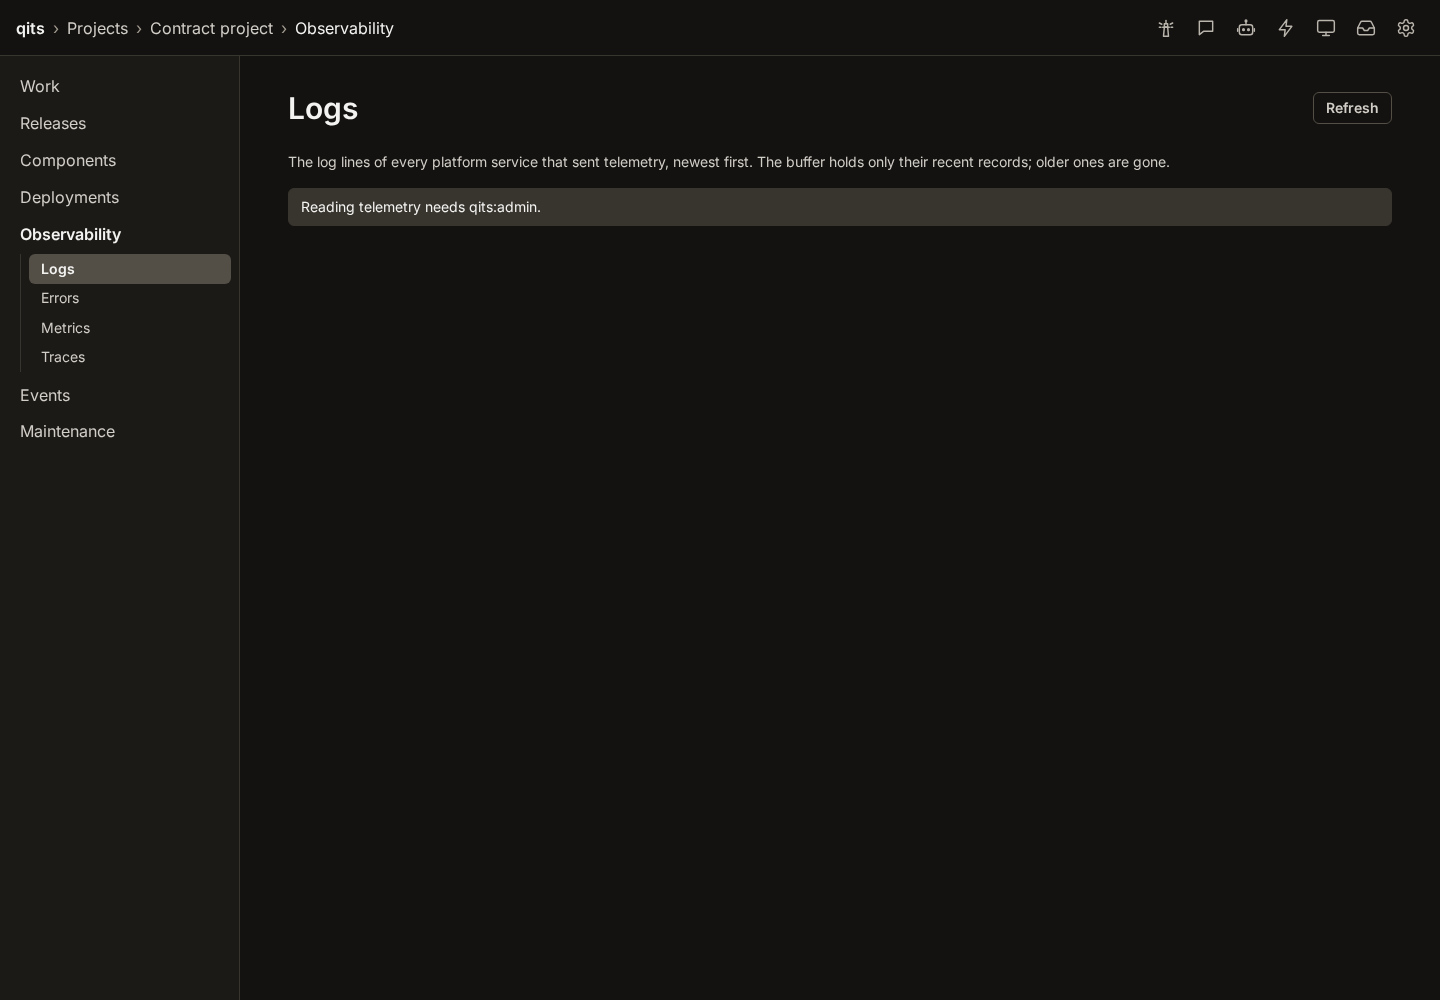 qits › Projects › Contract project › Observability
Work
Releases
Components
Deployments
Observability
Logs
Errors
Metrics
Traces
Events
Maintenance
Logs
Refresh
The log lines of every platform service that sent telemetry, newest first. The buffer holds only their recent records; older ones are gone.
Reading telemetry needs qits:admin.